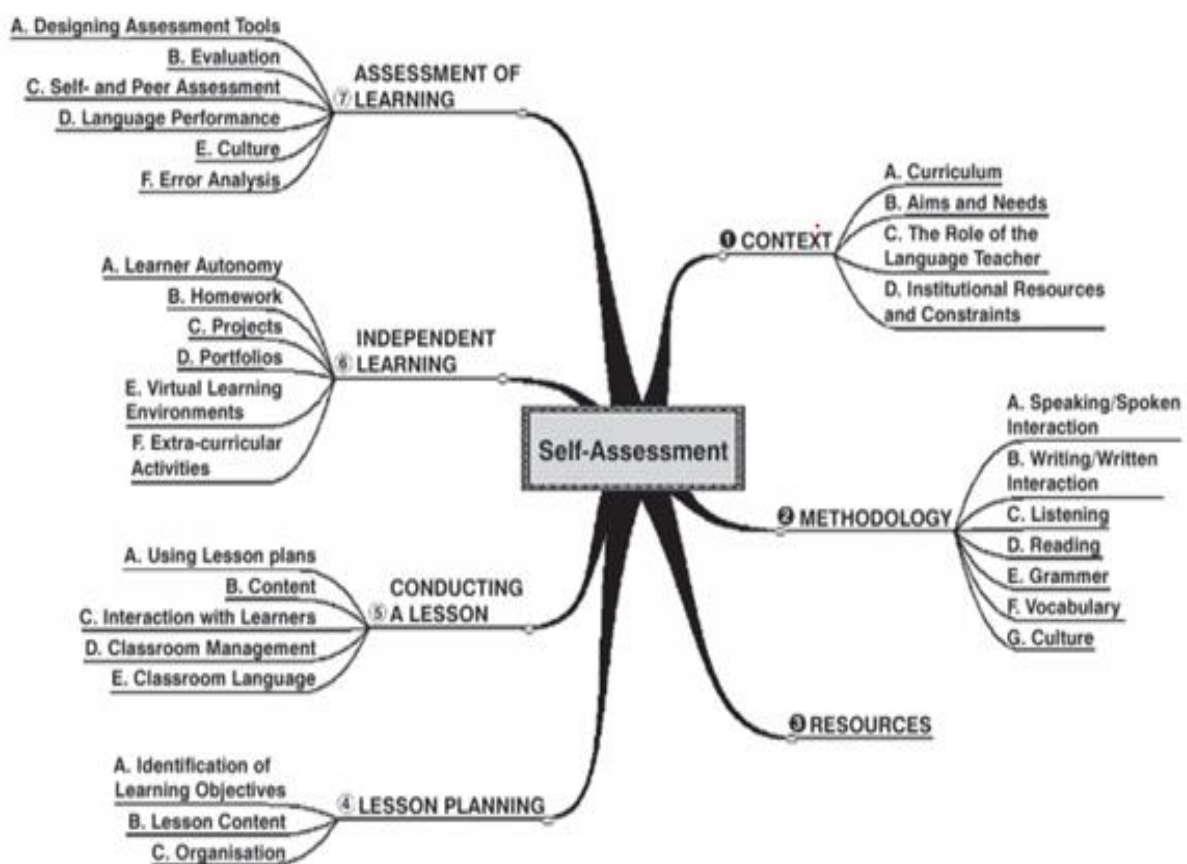 Self-Assessment
❶ CONTEXT
A. Curriculum
B. Aims and Needs
C. The Role of the
Language Teacher
D. Institutional Resources
and Constraints
❷ METHODOLOGY
A. Speaking/Spoken
Interaction
B. Writing/Written
Interaction
C. Listening
D. Reading
E. Grammer
F. Vocabulary
G. Culture
❸ RESOURCES
④ LESSON PLANNING
A. Identification of
Learning Objectives
B. Lesson Content
C. Organisation
CONDUCTING
⑤ A LESSON
A. Using Lesson plans
B. Content
C. Interaction with Learners
D. Classroom Management
E. Classroom Language
INDEPENDENT
⑥ LEARNING
A. Learner Autonomy
B. Homework
C. Projects
D. Portfolios
E. Virtual Learning
Environments
F. Extra-curricular
Activities
ASSESSMENT OF
⑦ LEARNING
A. Designing Assessment Tools
B. Evaluation
C. Self- and Peer Assessment
D. Language Performance
E. Culture
F. Error Analysis